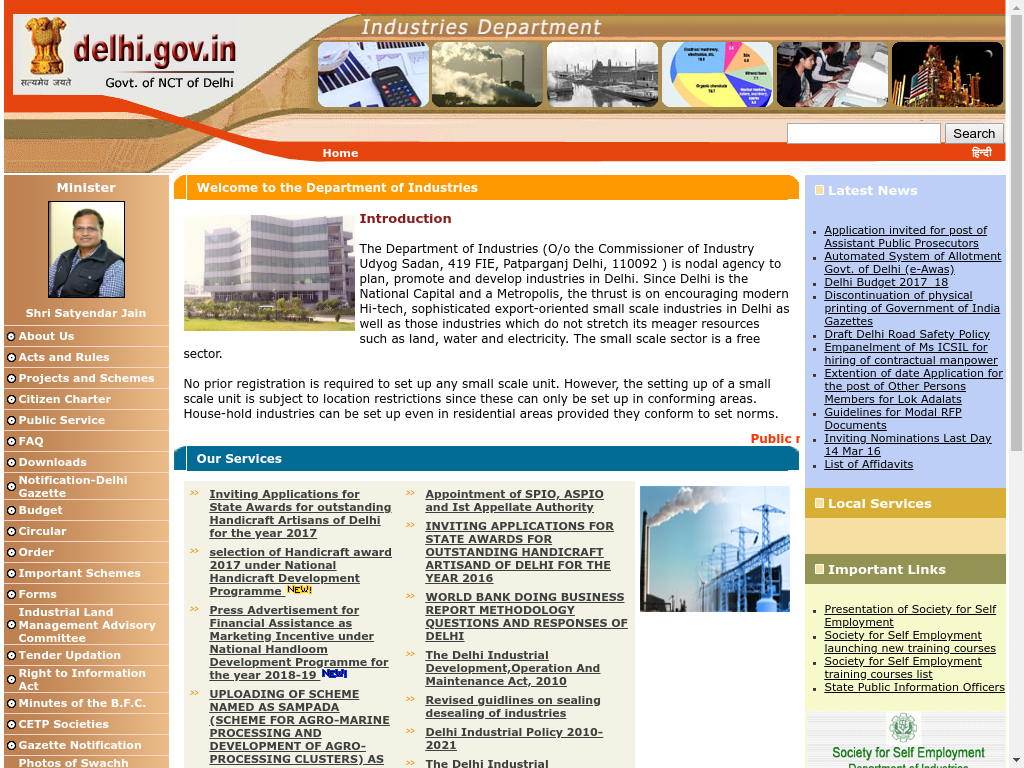 Industries Department
delhi.gov.in
सत्यमेव जयते
Govt. of NCT of Delhi
Search
Home
हिन्दी
Minister
Shri Satyendar Jain
About Us
Acts and Rules
Projects and Schemes
Citizen Charter
Public Service
FAQ
Downloads
Notification-Delhi
Gazette
Budget
Circular
Order
Important Schemes
Forms
Industrial Land
Management Advisory
Committee
Tender Updation
Right to Information
Act
Minutes of the B.F.C.
CETP Societies
Gazette Notification
Photos of Swachh
Welcome to the Department of Industries
Introduction
The Department of Industries (O/o the Commissioner of Industry
Udyog Sadan, 419 FIE, Patparganj Delhi, 110092 ) is nodal agency to
plan, promote and develop industries in Delhi. Since Delhi is the
National Capital and a Metropolis, the thrust is on encouraging modern
Hi-tech, sophisticated export-oriented small scale industries in Delhi as
well as those industries which do not stretch its meager resources
such as land, water and electricity. The small scale sector is a free
sector.
No prior registration is required to set up any small scale unit. However, the setting up of a small
scale unit is subject to location restrictions since these can only be set up in conforming areas.
House-hold industries can be set up even in residential areas provided they conform to set norms.
Public
Our Services
Inviting Applications for
State Awards for outstanding
Handicraft Artisans of Delhi
for the year 2017
selection of Handicraft award
2017 under National
Handicraft Development
Programme NEW!
Press Advertisement for
Financial Assistance as
Marketing Incentive under
National Handloom
Development Programme for
the year 2018-19 NEW
UPLOADING OF SCHEME
NAMED AS SAMPADA
(SCHEME FOR AGRO-MARINE
PROCESSING AND
DEVELOPMENT OF AGRO-
PROCESSING CLUSTERS) AS
Appointment of SPIO, ASPIO
and Ist Appellate Authority
INVITING APPLICATIONS FOR
STATE AWARDS FOR
OUTSTANDING HANDICRAFT
ARTISAND OF DELHI FOR THE
YEAR 2016
WORLD BANK DOING BUSINESS
REPORT METHODOLOGY
QUESTIONS AND RESPONSES OF
DELHI
The Delhi Industrial
Development,Operation And
Maintenance Act, 2010
Revised guidlines on sealing
desealing of industries
Delhi Industrial Policy 2010-
2021
The Delhi Industrial
Latest News
Application invited for post of
Assistant Public Prosecutors
Automated System of Allotment
Govt. of Delhi (e-Awas)
Delhi Budget 2017_18
Discontinuation of physical
printing of Government of India
Gazettes
Draft Delhi Road Safety Policy
Empanelment of Ms ICSIL for
hiring of contractual manpower
Extention of date Application for
the post of Other Persons
Members for Lok Adalats
Guidelines for Modal RFP
Documents
Inviting Nominations Last Day
14 Mar 16
List of Affidavits
Local Services
Important Links
Presentation of Society for Self
Employment
Society for Self Employment
launching new training courses
Society for Self Employment
training courses list
State Public Information Officers
Society for Self Employment
Department of Industries